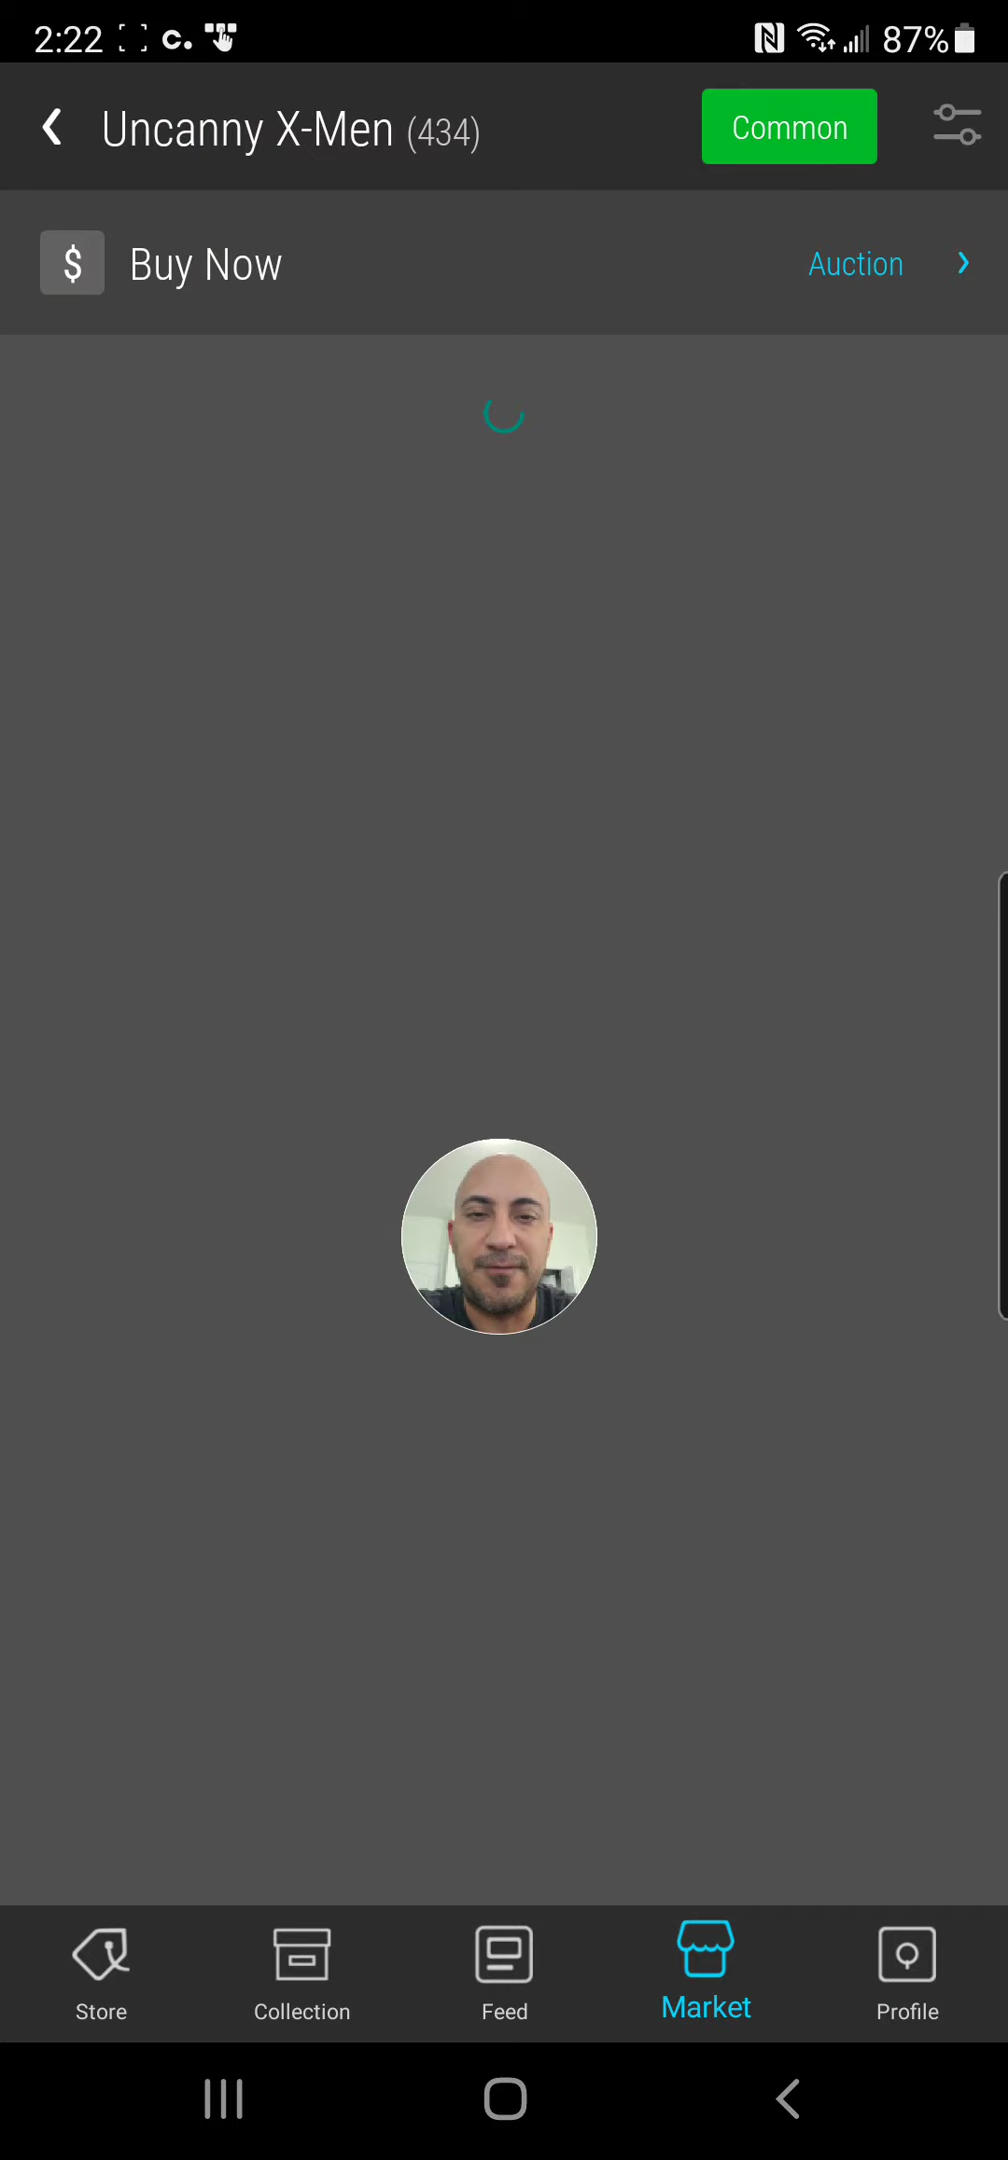 2:22 c. 87%
Uncanny X-Men (434) Common
$ Buy Now Auction
Store Collection Feed Market Profile